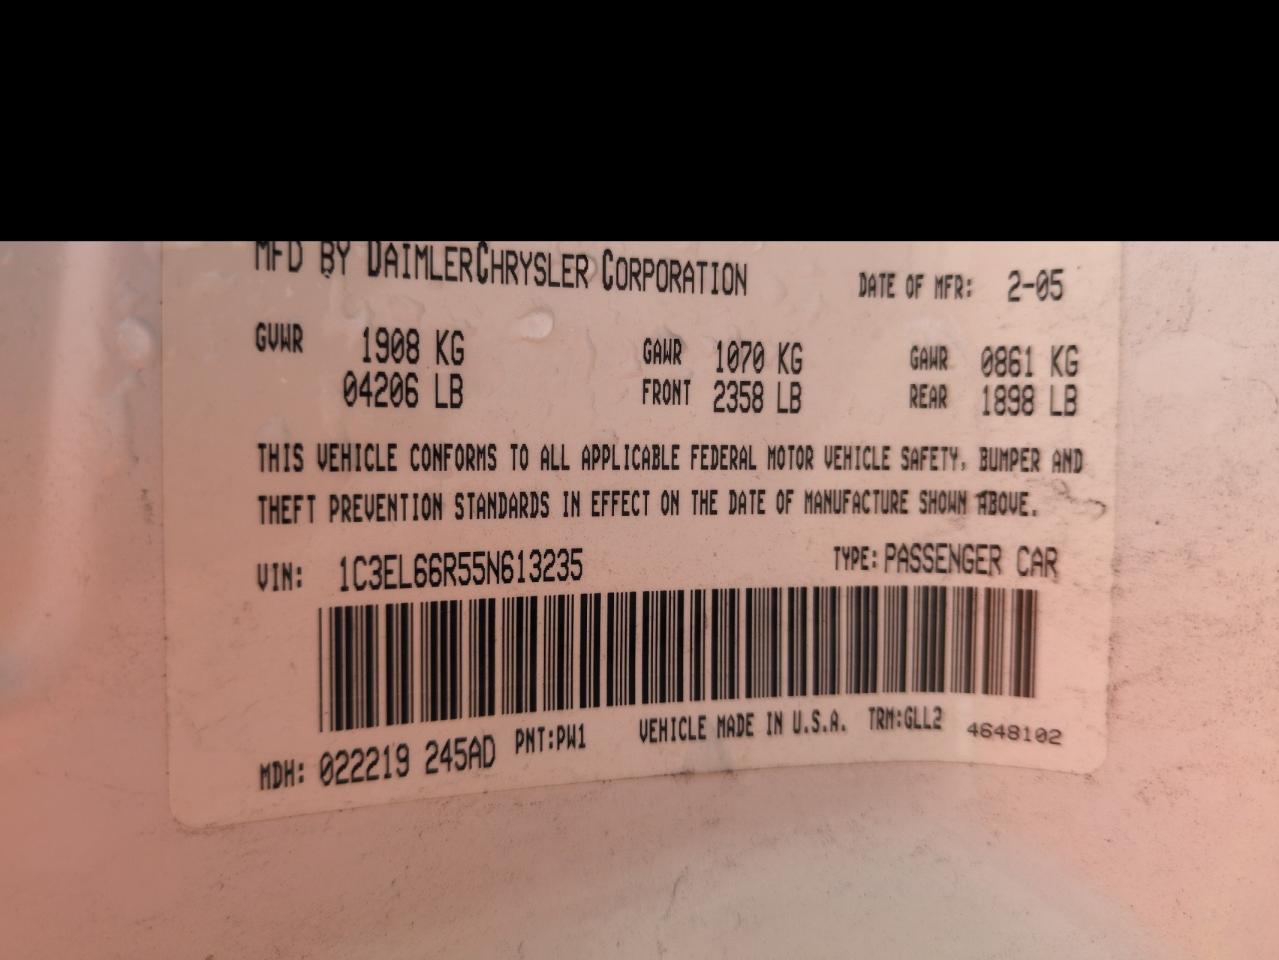 MFD BY DAIMLERCHRYSLER CORPORATION DATE OF MFR: 2-05
GVWR 1908 KG GAWR 1070 KG GAWR 0861 KG
04206 LB FRONT 2358 LB REAR 1898 LB
THIS VEHICLE CONFORMS TO ALL APPLICABLE FEDERAL MOTOR VEHICLE SAFETY, BUMPER AND
THEFT PREVENTION STANDARDS IN EFFECT ON THE DATE OF MANUFACTURE SHOWN ABOVE.
VIN: 1C3EL66R55N613235 TYPE: PASSENGER CAR
MDH: 022219 245AD PNT:PW1 VEHICLE MADE IN U.S.A. TRM:GLL2 4648102